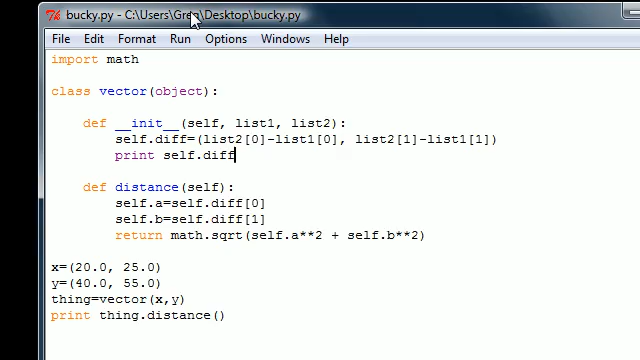 bucky.py - C:\Users\Greg\Desktop\bucky.py
File Edit Format Run Options Windows Help
import math
class vector(object):
def __init__(self, list1, list2):
self.diff=(list2[0]-list1[0], list2[1]-list1[1])
print self.diff
def distance(self):
self.a=self.diff[0]
self.b=self.diff[1]
return math.sqrt(self.a**2 + self.b**2)
x=(20.0, 25.0)
y=(40.0, 55.0)
thing=vector(x,y)
print thing.distance()